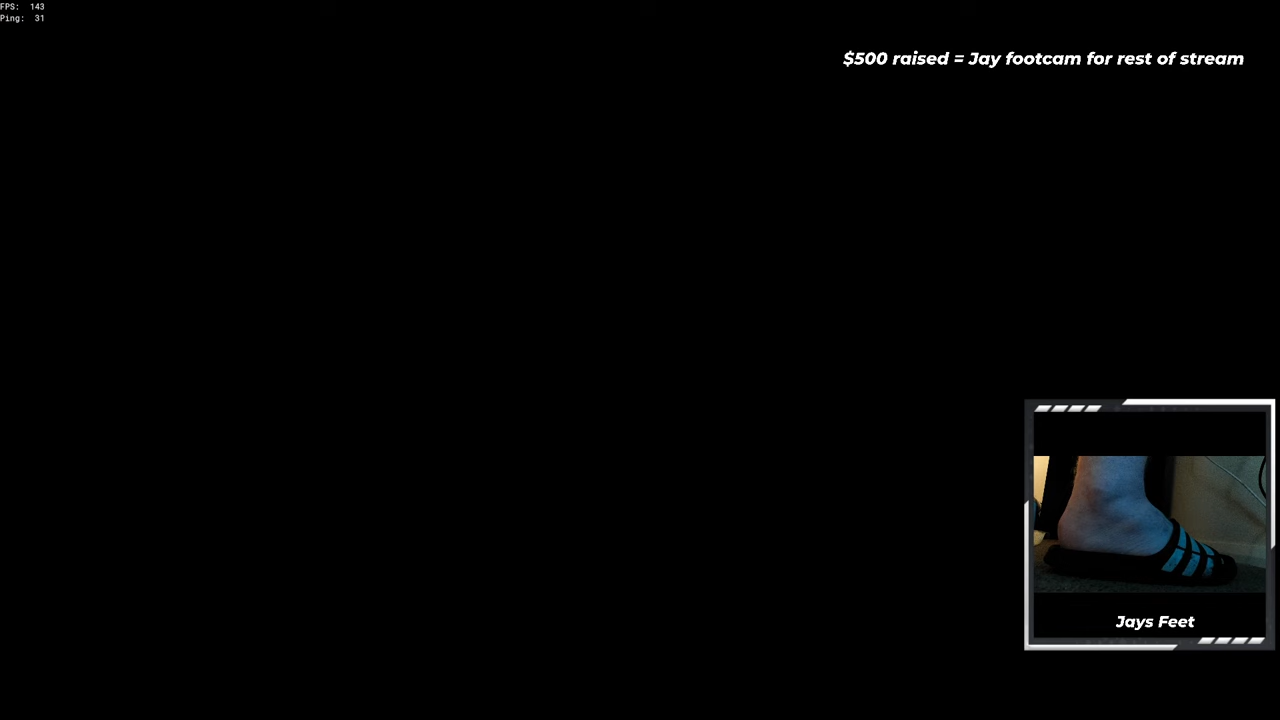 FPS:  143
Ping:  31
$500 raised = Jay footcam for rest of stream
Jays Feet